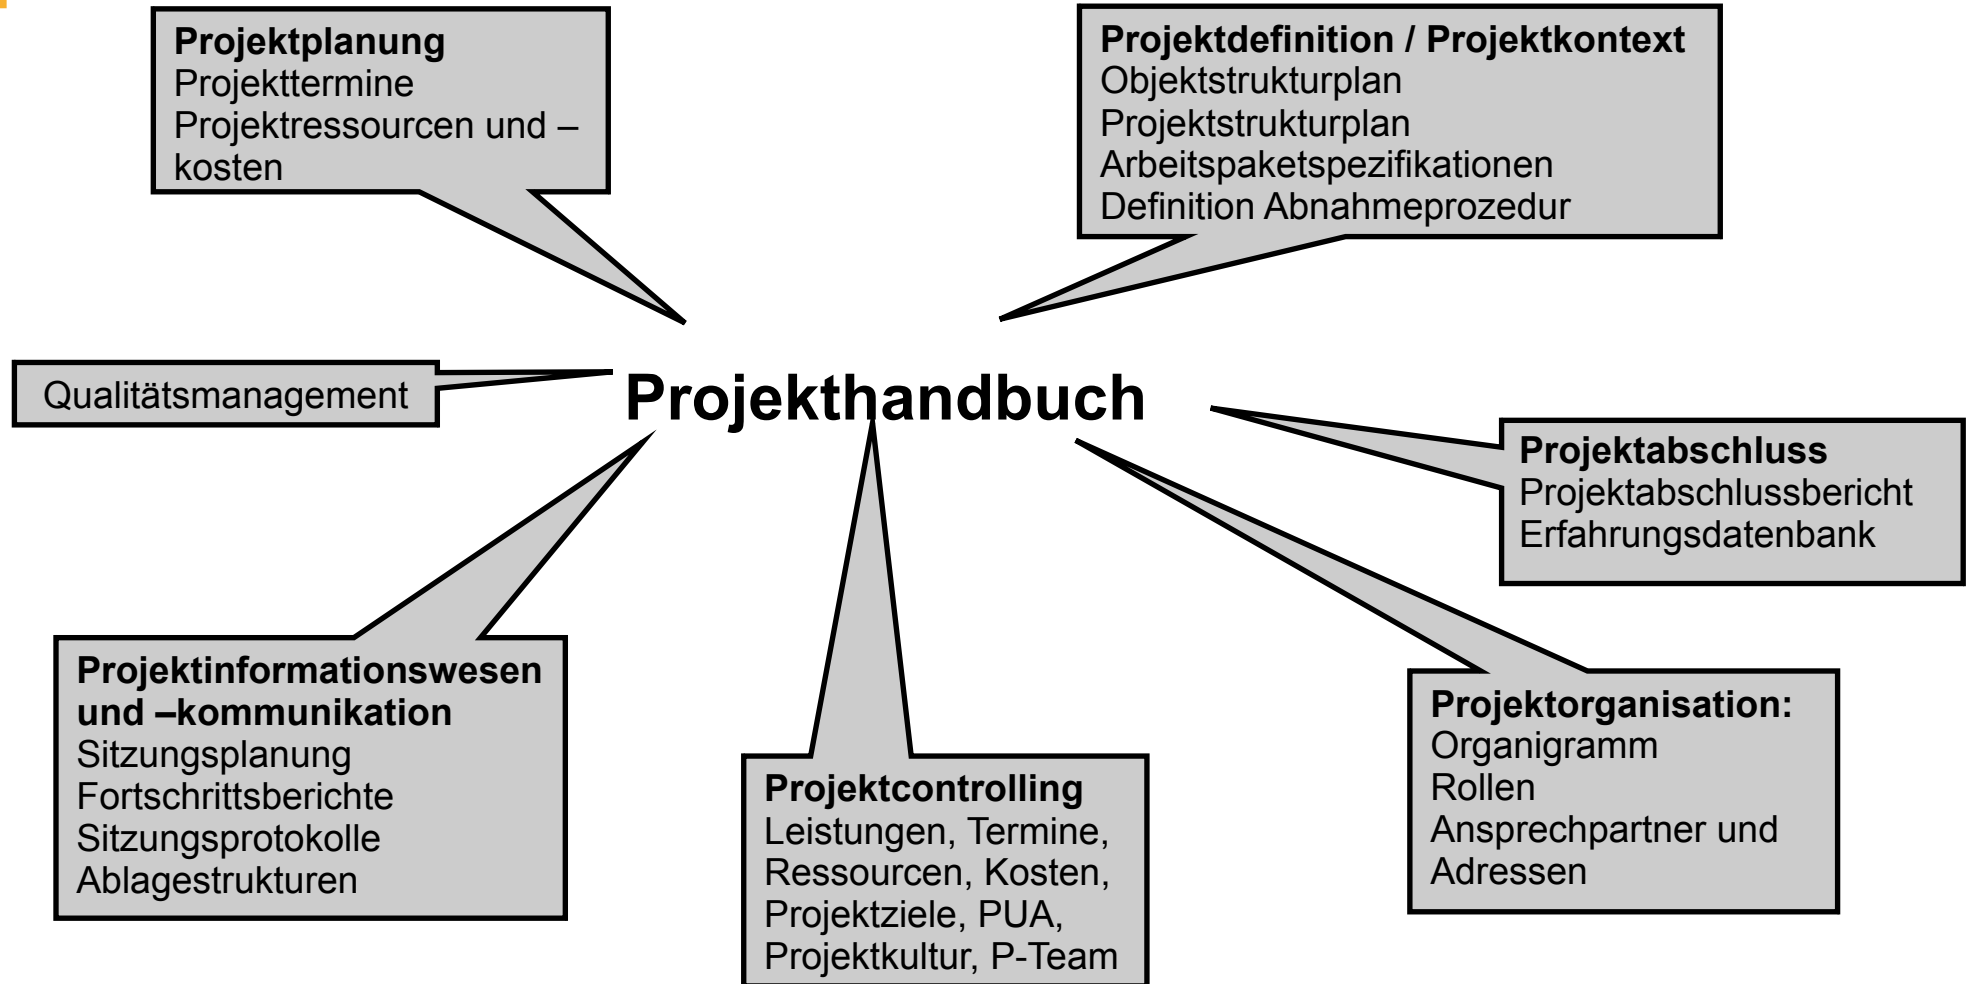 Projektplanung
Projekttermine
Projektressourcen und –
kosten
Projektdefinition / Projektkontext
Objektstrukturplan
Projektstrukturplan
Arbeitspaketspezifikationen
Definition Abnahmeprozedur
Qualitätsmanagement
Projekthandbuch
Projektabschluss
Projektabschlussbericht
Erfahrungsdatenbank
Projektinformationswesen
und –kommunikation
Sitzungsplanung
Fortschrittsberichte
Sitzungsprotokolle
Ablagestrukturen
Projektcontrolling
Leistungen, Termine,
Ressourcen, Kosten,
Projektziele, PUA,
Projektkultur, P-Team
Projektorganisation:
Organigramm
Rollen
Ansprechpartner und
Adressen